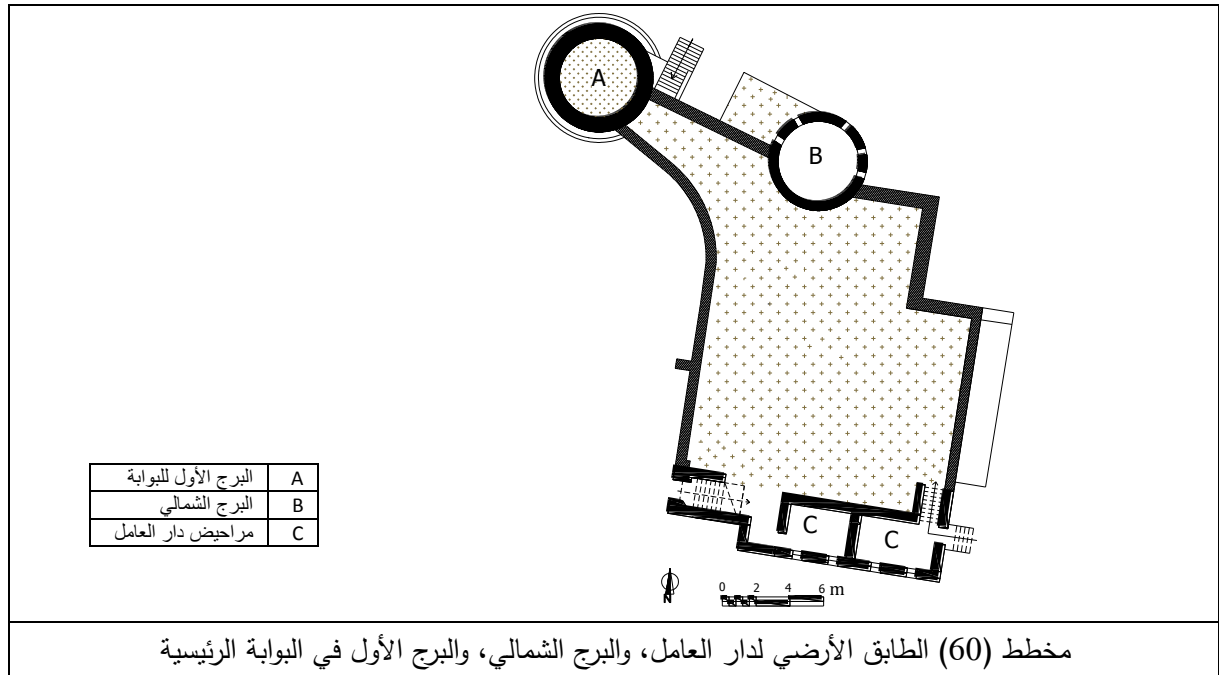 A
B
A البرج الأول للبوابة
B البرج الشمالي
C مراحيض دار العامل
C
C
N
0 2 4 6 m
مخطط (60) الطابق الأرضي لدار العامل، والبرج الشمالي، والبرج الأول في البوابة الرئيسية